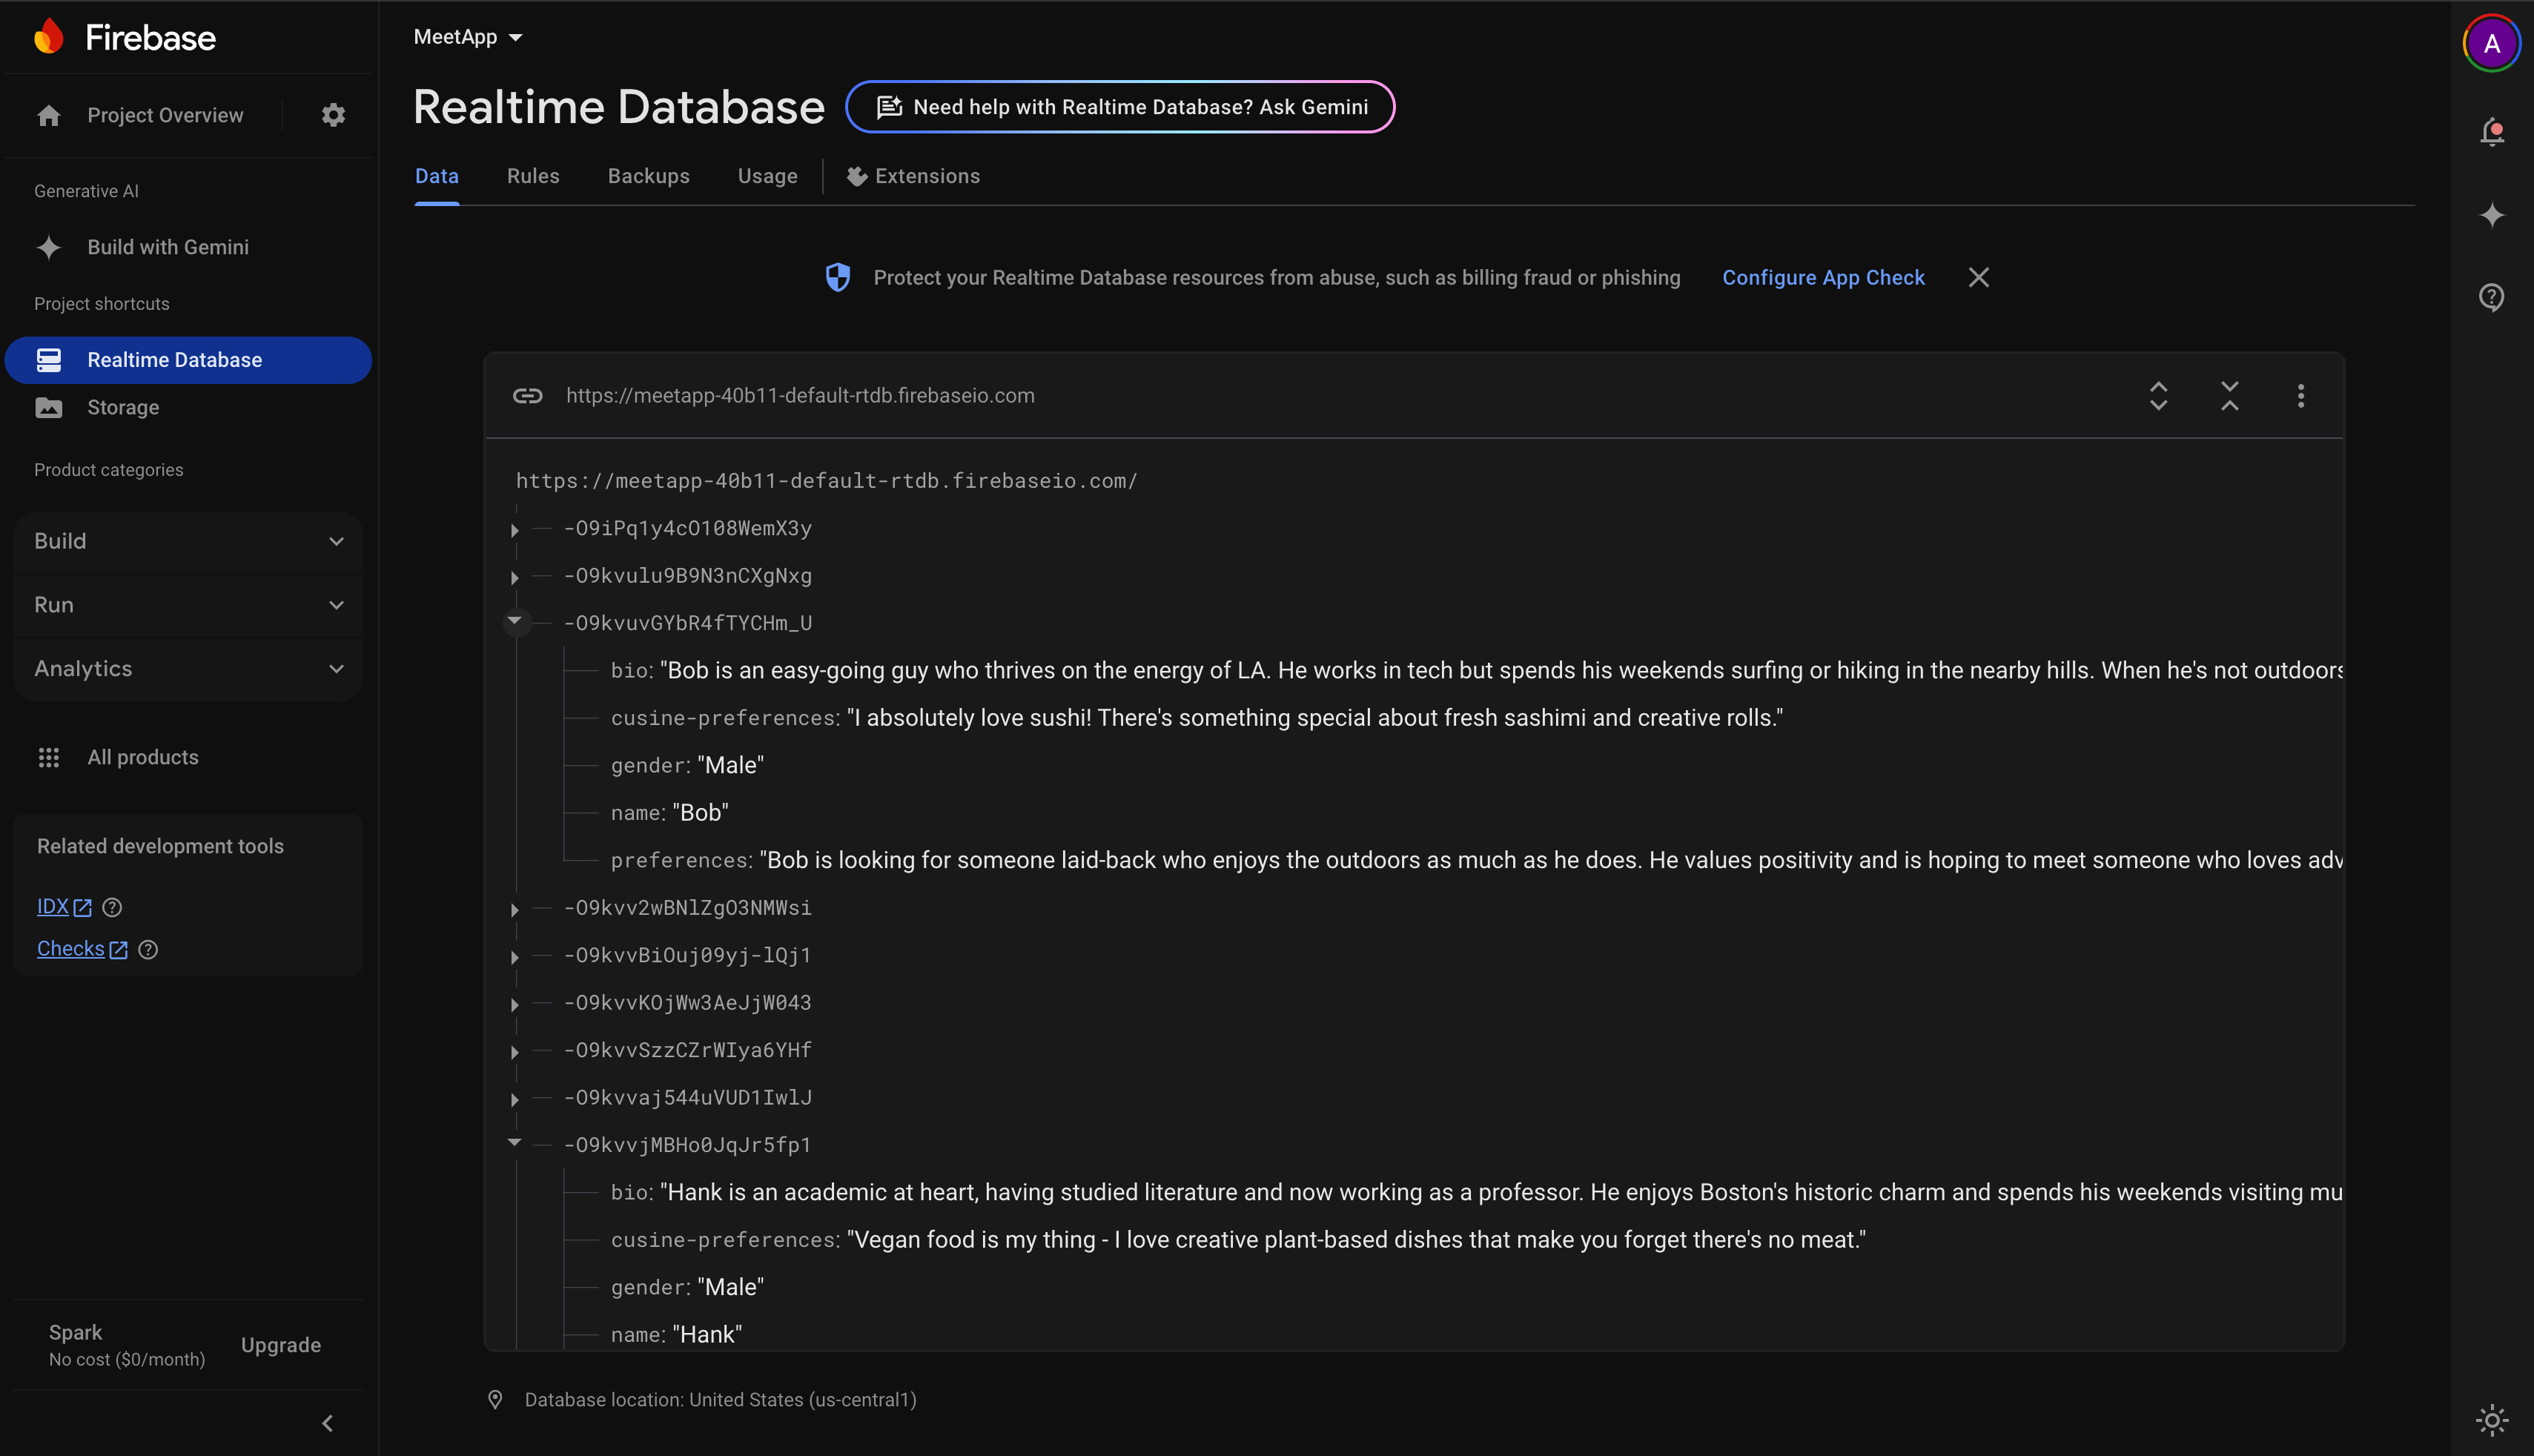 Firebase
Project Overview
Generative AI
Build with Gemini
Project shortcuts
Realtime Database
Storage
Product categories
Build
Run
Analytics
All products
Related development tools
IDX
Checks
Spark
No cost ($0/month)
Upgrade
MeetApp
Realtime Database
Need help with Realtime Database? Ask Gemini
Data Rules Backups Usage Extensions
Protect your Realtime Database resources from abuse, such as billing fraud or phishing Configure App Check
https://meetapp-40b11-default-rtdb.firebaseio.com
https://meetapp-40b11-default-rtdb.firebaseio.com/
-O9iPq1y4cO108WemX3y
-O9kvulu9B9N3nCXgNxg
-O9kvuvGYbR4fTYCHm_U
bio: "Bob is an easy-going guy who thrives on the energy of LA. He works in tech but spends his weekends surfing or hiking in the nearby hills. When he's not outdoors
cusine-preferences: "I absolutely love sushi! There's something special about fresh sashimi and creative rolls."
gender: "Male"
name: "Bob"
preferences: "Bob is looking for someone laid-back who enjoys the outdoors as much as he does. He values positivity and is hoping to meet someone who loves adv
-O9kvv2wBNlZgO3NMWsi
-O9kvvBiOuj09yj-lQj1
-O9kvvKOjWw3AeJjW043
-O9kvvSzzCZrWIya6YHf
-O9kvvaj544uVUD1IwlJ
-O9kvvjMBHo0JqJr5fp1
bio: "Hank is an academic at heart, having studied literature and now working as a professor. He enjoys Boston's historic charm and spends his weekends visiting mu
cusine-preferences: "Vegan food is my thing - I love creative plant-based dishes that make you forget there's no meat."
gender: "Male"
name: "Hank"
Database location: United States (us-central1)
A